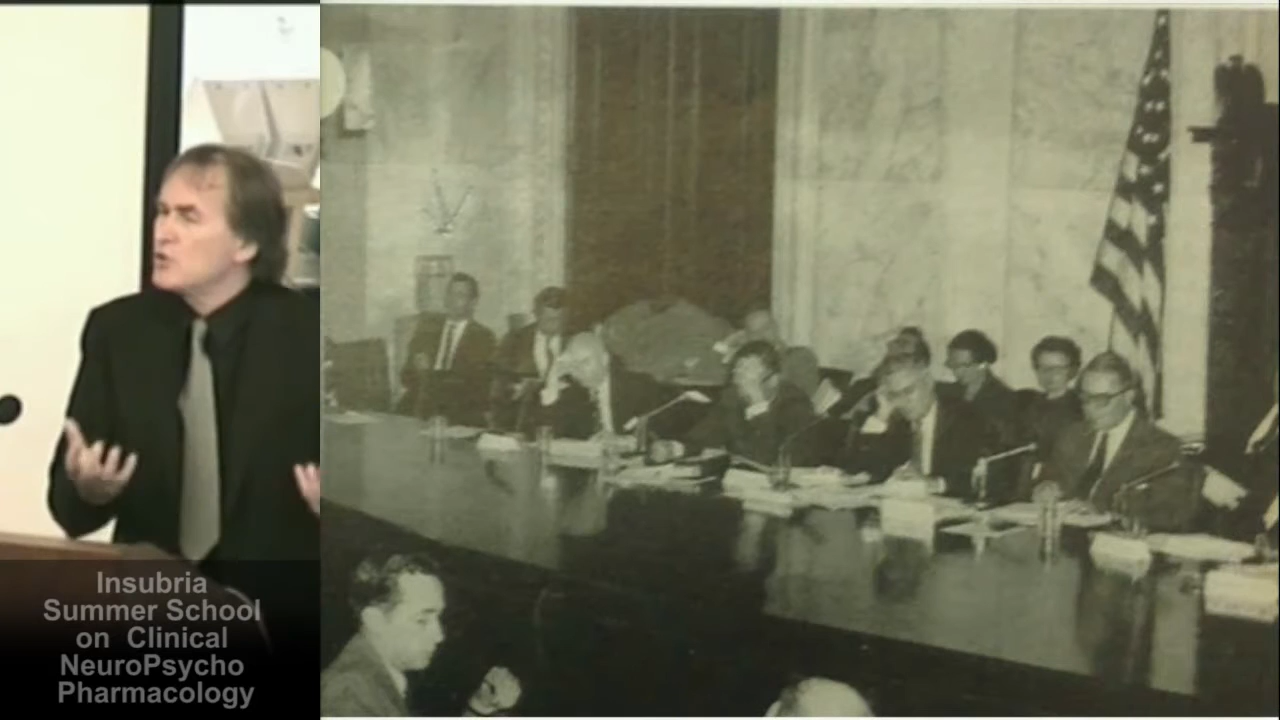 Insubria
Summer School
on Clinical
NeuroPsycho
Pharmacology